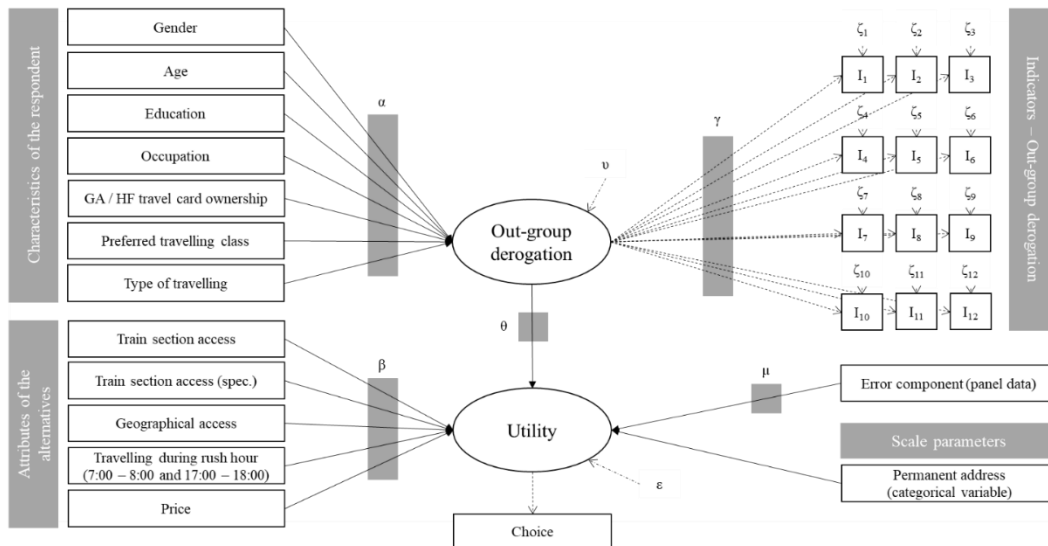 Characteristics of the respondent
Gender
Age
Education
Occupation
GA / HF travel card ownership
Preferred travelling class
Type of travelling
α
Out-group
derogation
υ
γ
ζ1
ζ2
ζ3
I1
I2
I3
ζ4
ζ5
ζ6
I4
I5
I6
ζ7
ζ8
ζ9
I7
I8
I9
ζ10
ζ11
ζ12
I10
I11
I12
Indicators – Out-group derogation
θ
Attributes of the
alternatives
Train section access
Train section access (spec.)
Geographical access
Travelling during rush hour
(7:00 – 8:00 and 17:00 – 18:00)
Price
β
Utility
μ
ε
Error component (panel data)
Scale parameters
Permanent address
(categorical variable)
Choice